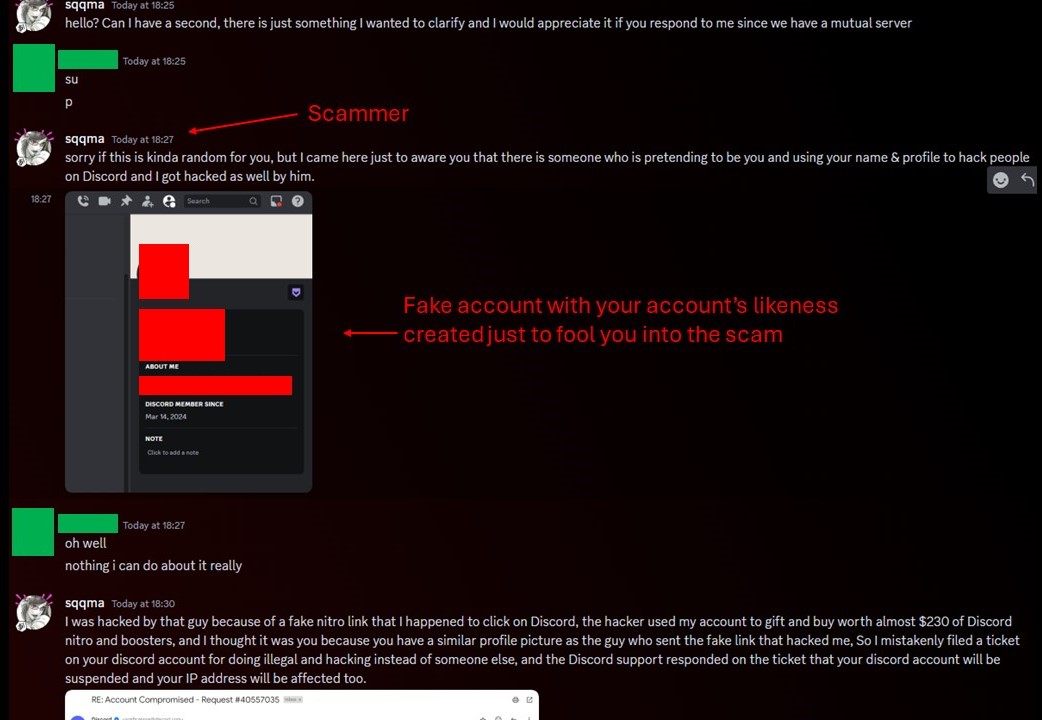 sqqma Today at 18:25
hello? Can I have a second, there is just something I wanted to clarify and I would appreciate it if you respond to me since we have a mutual server
Today at 18:25
su
p
Scammer
sqqma Today at 18:27
sorry if this is kinda random for you, but I came here just to aware you that there is someone who is pretending to be you and using your name & profile to hack people
on Discord and I got hacked as well by him.
18:27
Search
Fake account with your account's likeness
created just to fool you into the scam
ABOUT ME
DISCORD MEMBER SINCE
Mar 14, 2024
NOTE
Click to add a note
Today at 18:27
oh well
nothing i can do about it really
sqqma Today at 18:30
I was hacked by that guy because of a fake nitro link that I happened to click on Discord, the hacker used my account to gift and buy worth almost $230 of Discord
nitro and boosters, and I thought it was you because you have a similar profile picture as the guy who sent the fake link that hacked me, So I mistakenly filed a ticket
on your discord account for doing illegal and hacking instead of someone else, and the Discord support responded on the ticket that your discord account will be
suspended and your IP address will be affected too.
RE: Account Compromised - Request #40557035 Inbox
Discord